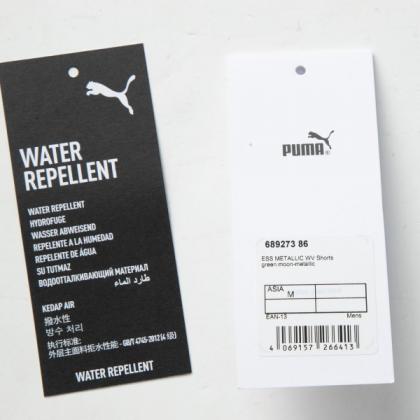 WATER
REPELLENT
WATER REPELLENT
HYDROFUGE
WASSER ABWEISEND
REPELENTE A LA HUMEDAD
REPELENTE DE ÁGUA
SU TUTMAZ
ВОДООТТАЛКИВАЮЩИЙ МАТЕРИАЛ
طارد الماء
KEDAP AIR
撥水性
방수 처리
执行标准:
外层主面料拒水性能 - GB/T 4745-2012 (4 级)
WATER REPELLENT
PUMA
689273 86
ESS METALLIC WV Shorts
green moon-metallic
ASIA
M
EAN-13 Mens
4 069157 266413